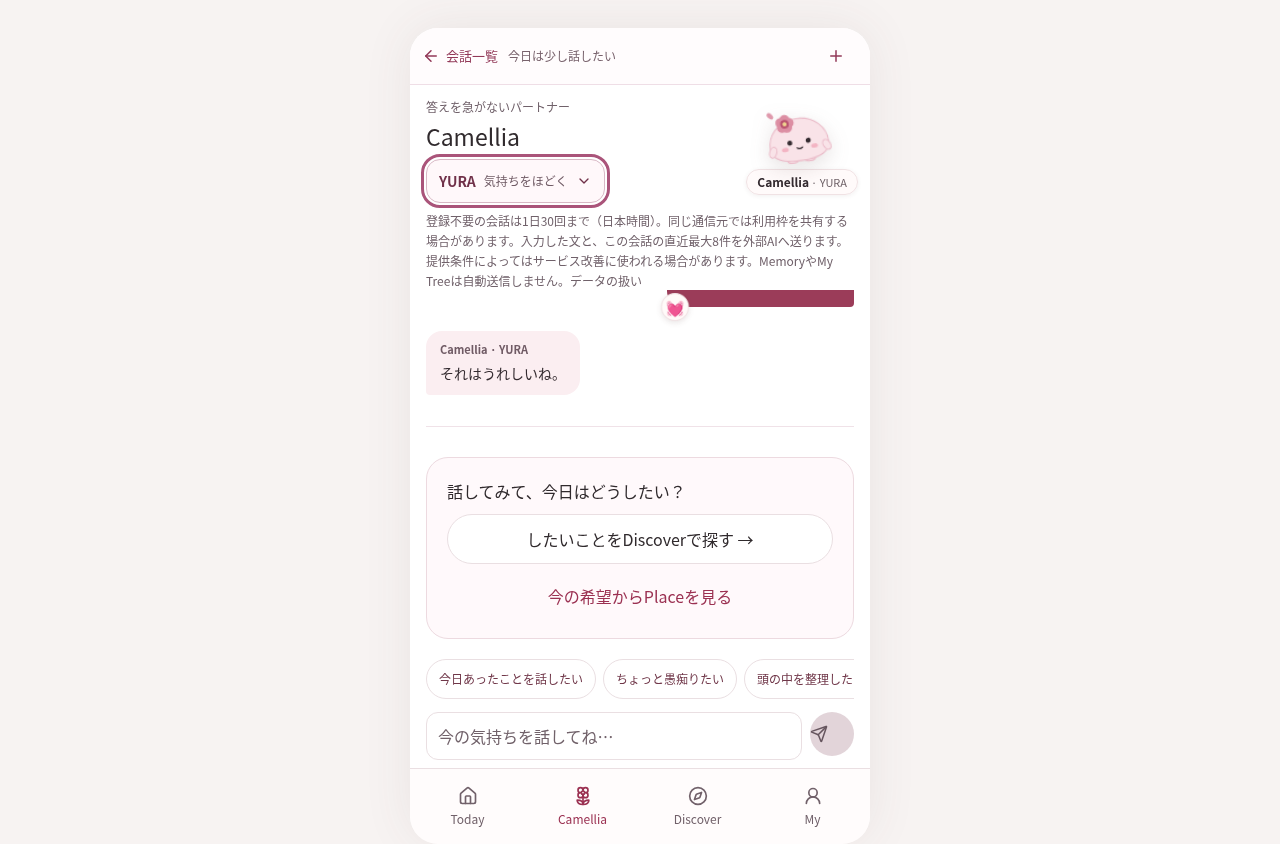 会話一覧 今日は少し話したい
答えを急がないパートナー
Camellia
YURA 気持ちをほどく
Camellia · YURA
登録不要の会話は1日30回まで（日本時間）。同じ通信元では利用枠を共有する
場合があります。入力した文と、この会話の直近最大8件を外部AIへ送ります。
提供条件によってはサービス改善に使われる場合があります。MemoryやMy
Treeは自動送信しません。データの扱い
Camellia · YURA
それはうれしいね。
話してみて、今日はどうしたい？
したいことをDiscoverで探す →
今の希望からPlaceを見る
今日あったことを話したい ちょっと愚痴りたい 頭の中を整理した
今の気持ちを話してね…
Today Camellia Discover My